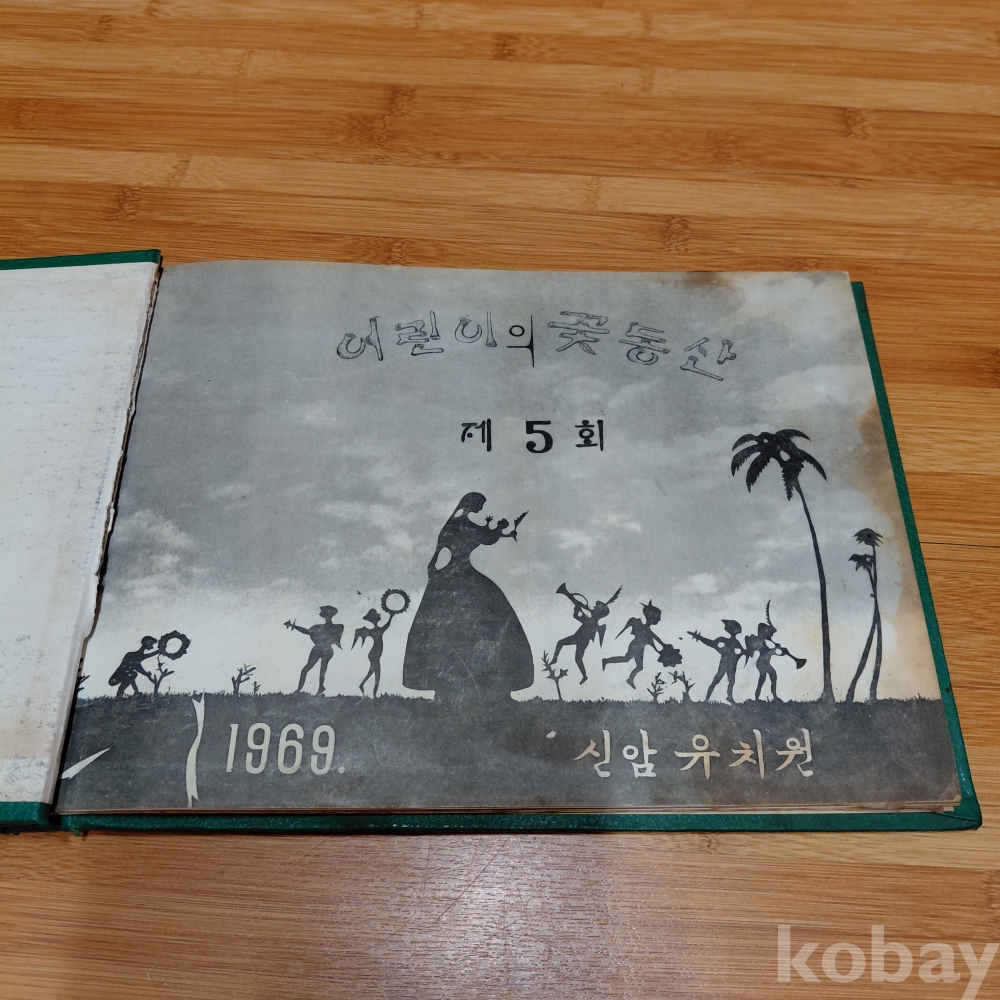 어린이의 꽃동산
제 5 회
1969.
신암 유치원
kobay